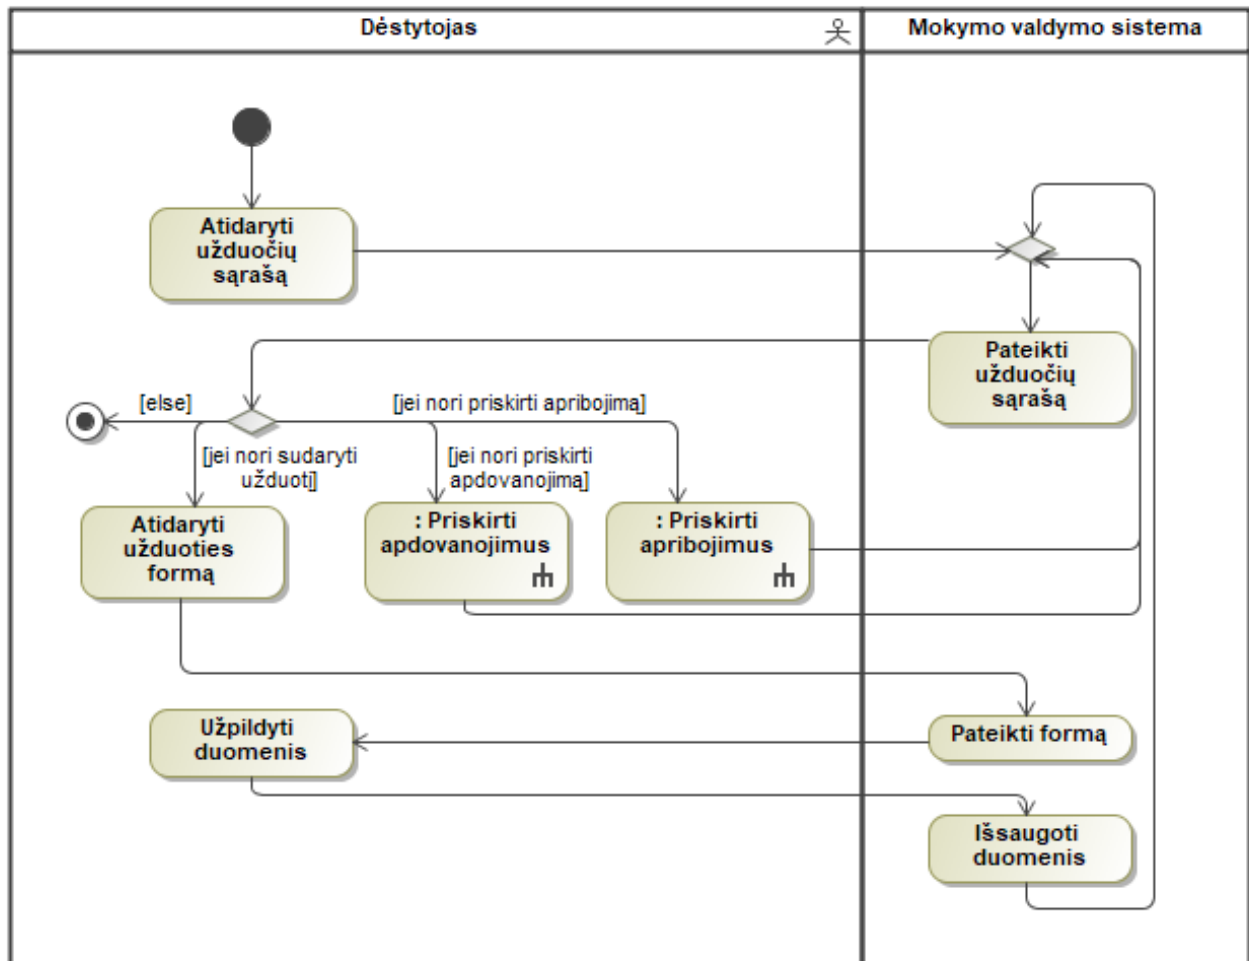 Dėstytojas
Mokymo valdymo sistema
Atidaryti
užduočių
sąrašą
Pateikti
užduočių
sąrašą
[else]
[jei nori priskirti apribojimą]
[jei nori sudaryti
užduotį]
[jei nori priskirti
apdovanojimą]
Atidaryti
užduoties
formą
: Priskirti
apdovanojimus
: Priskirti
apribojimus
Užpildyti
duomenis
Pateikti formą
Išsaugoti
duomenis